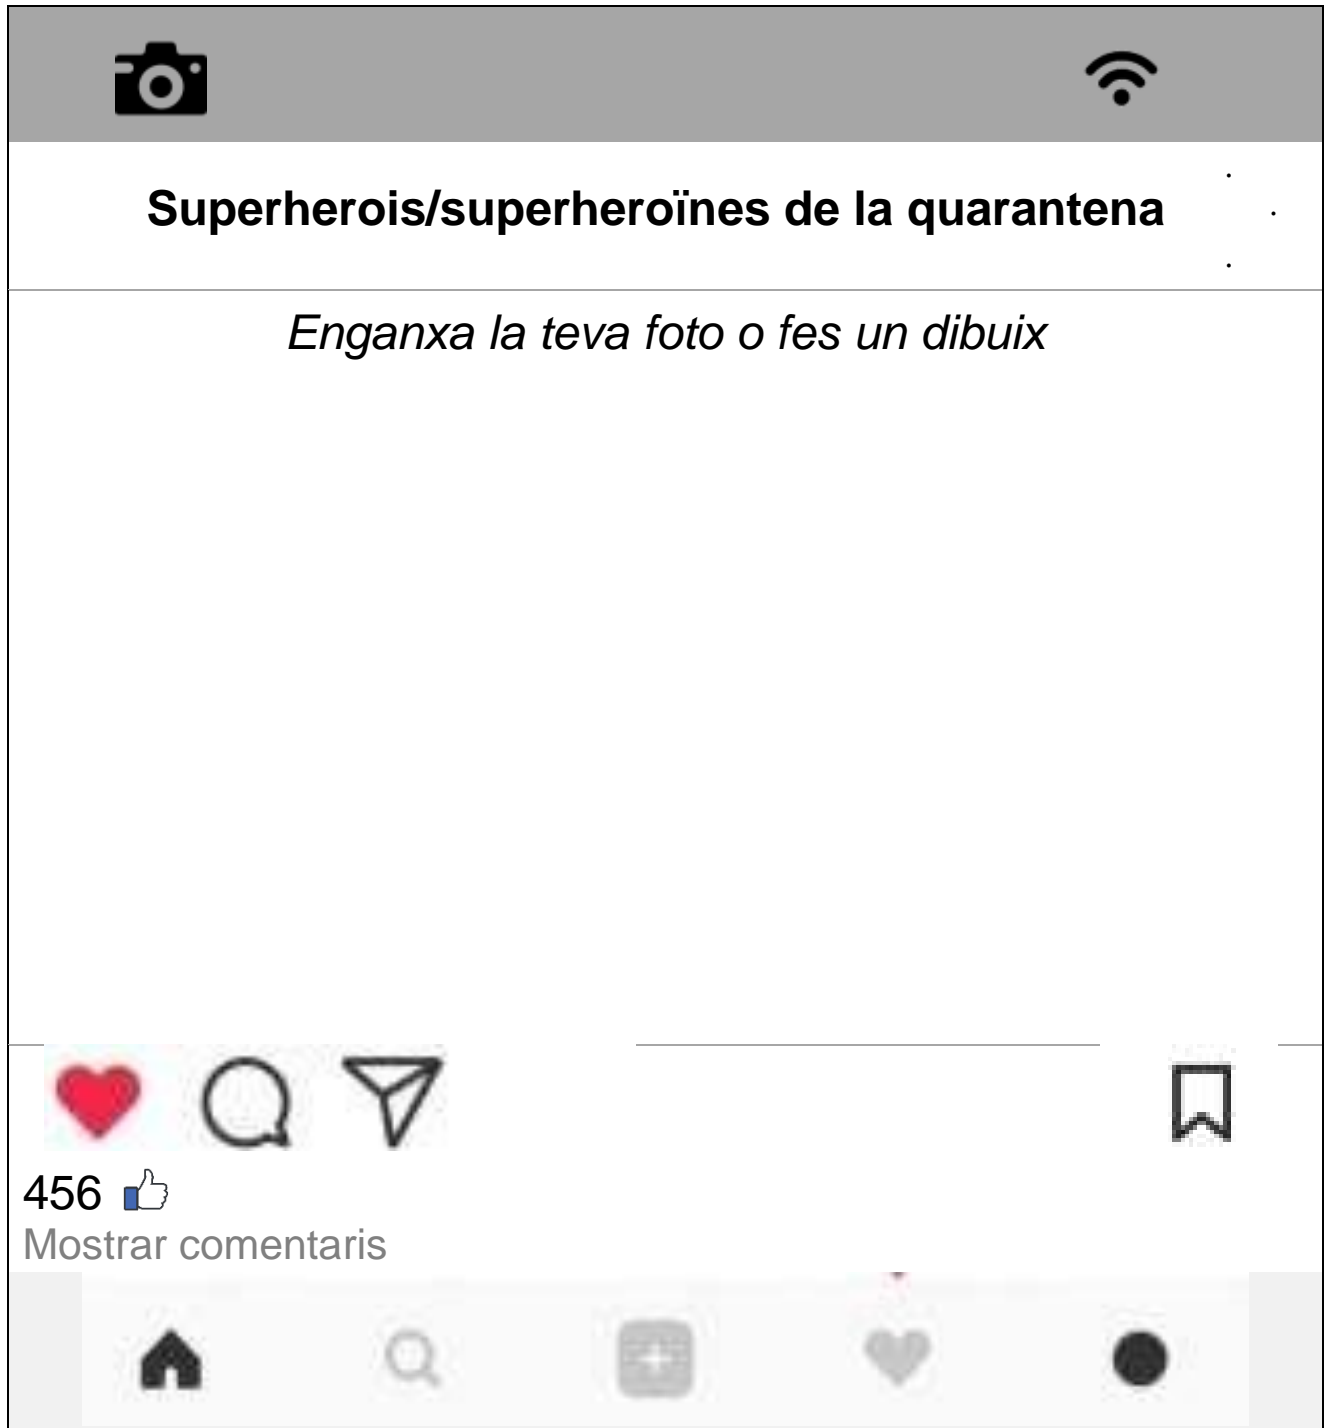 Superherois/superheroïnes de la quarantena
Enganxa la teva foto o fes un dibuix
456
Mostrar comentaris